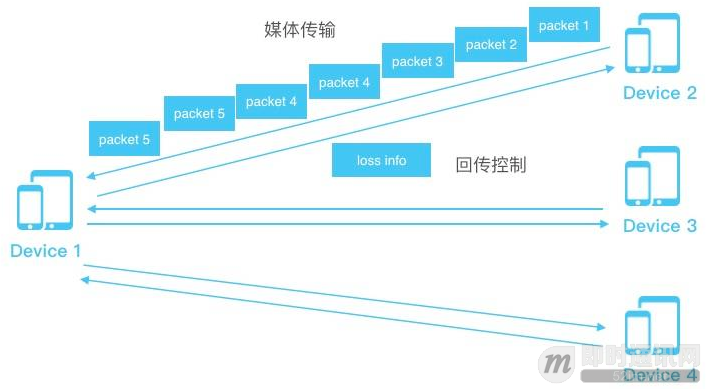 媒体传输
packet 1
packet 2
packet 3
packet 4
packet 4
packet 5
packet 5
Device 2
loss info
回传控制
Device 1
Device 3
即时通讯网
Device 4